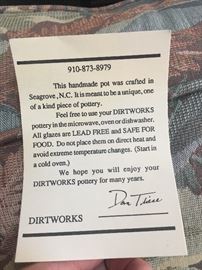 910-873-8979
This handmade pot was crafted in
Seagrove, N.C. It is meant to be a unique, one
of a kind piece of pottery.
Feel free to use your DIRTWORKS
pottery in the microwave, oven or dishwasher.
All glazes are LEAD FREE and SAFE FOR
FOOD. Do not place them on direct heat and
avoid extreme temperature changes. (Start in
a cold oven.)
We hope you will enjoy your
DIRTWORKS pottery for many years.
Dan Triece
DIRTWORKS